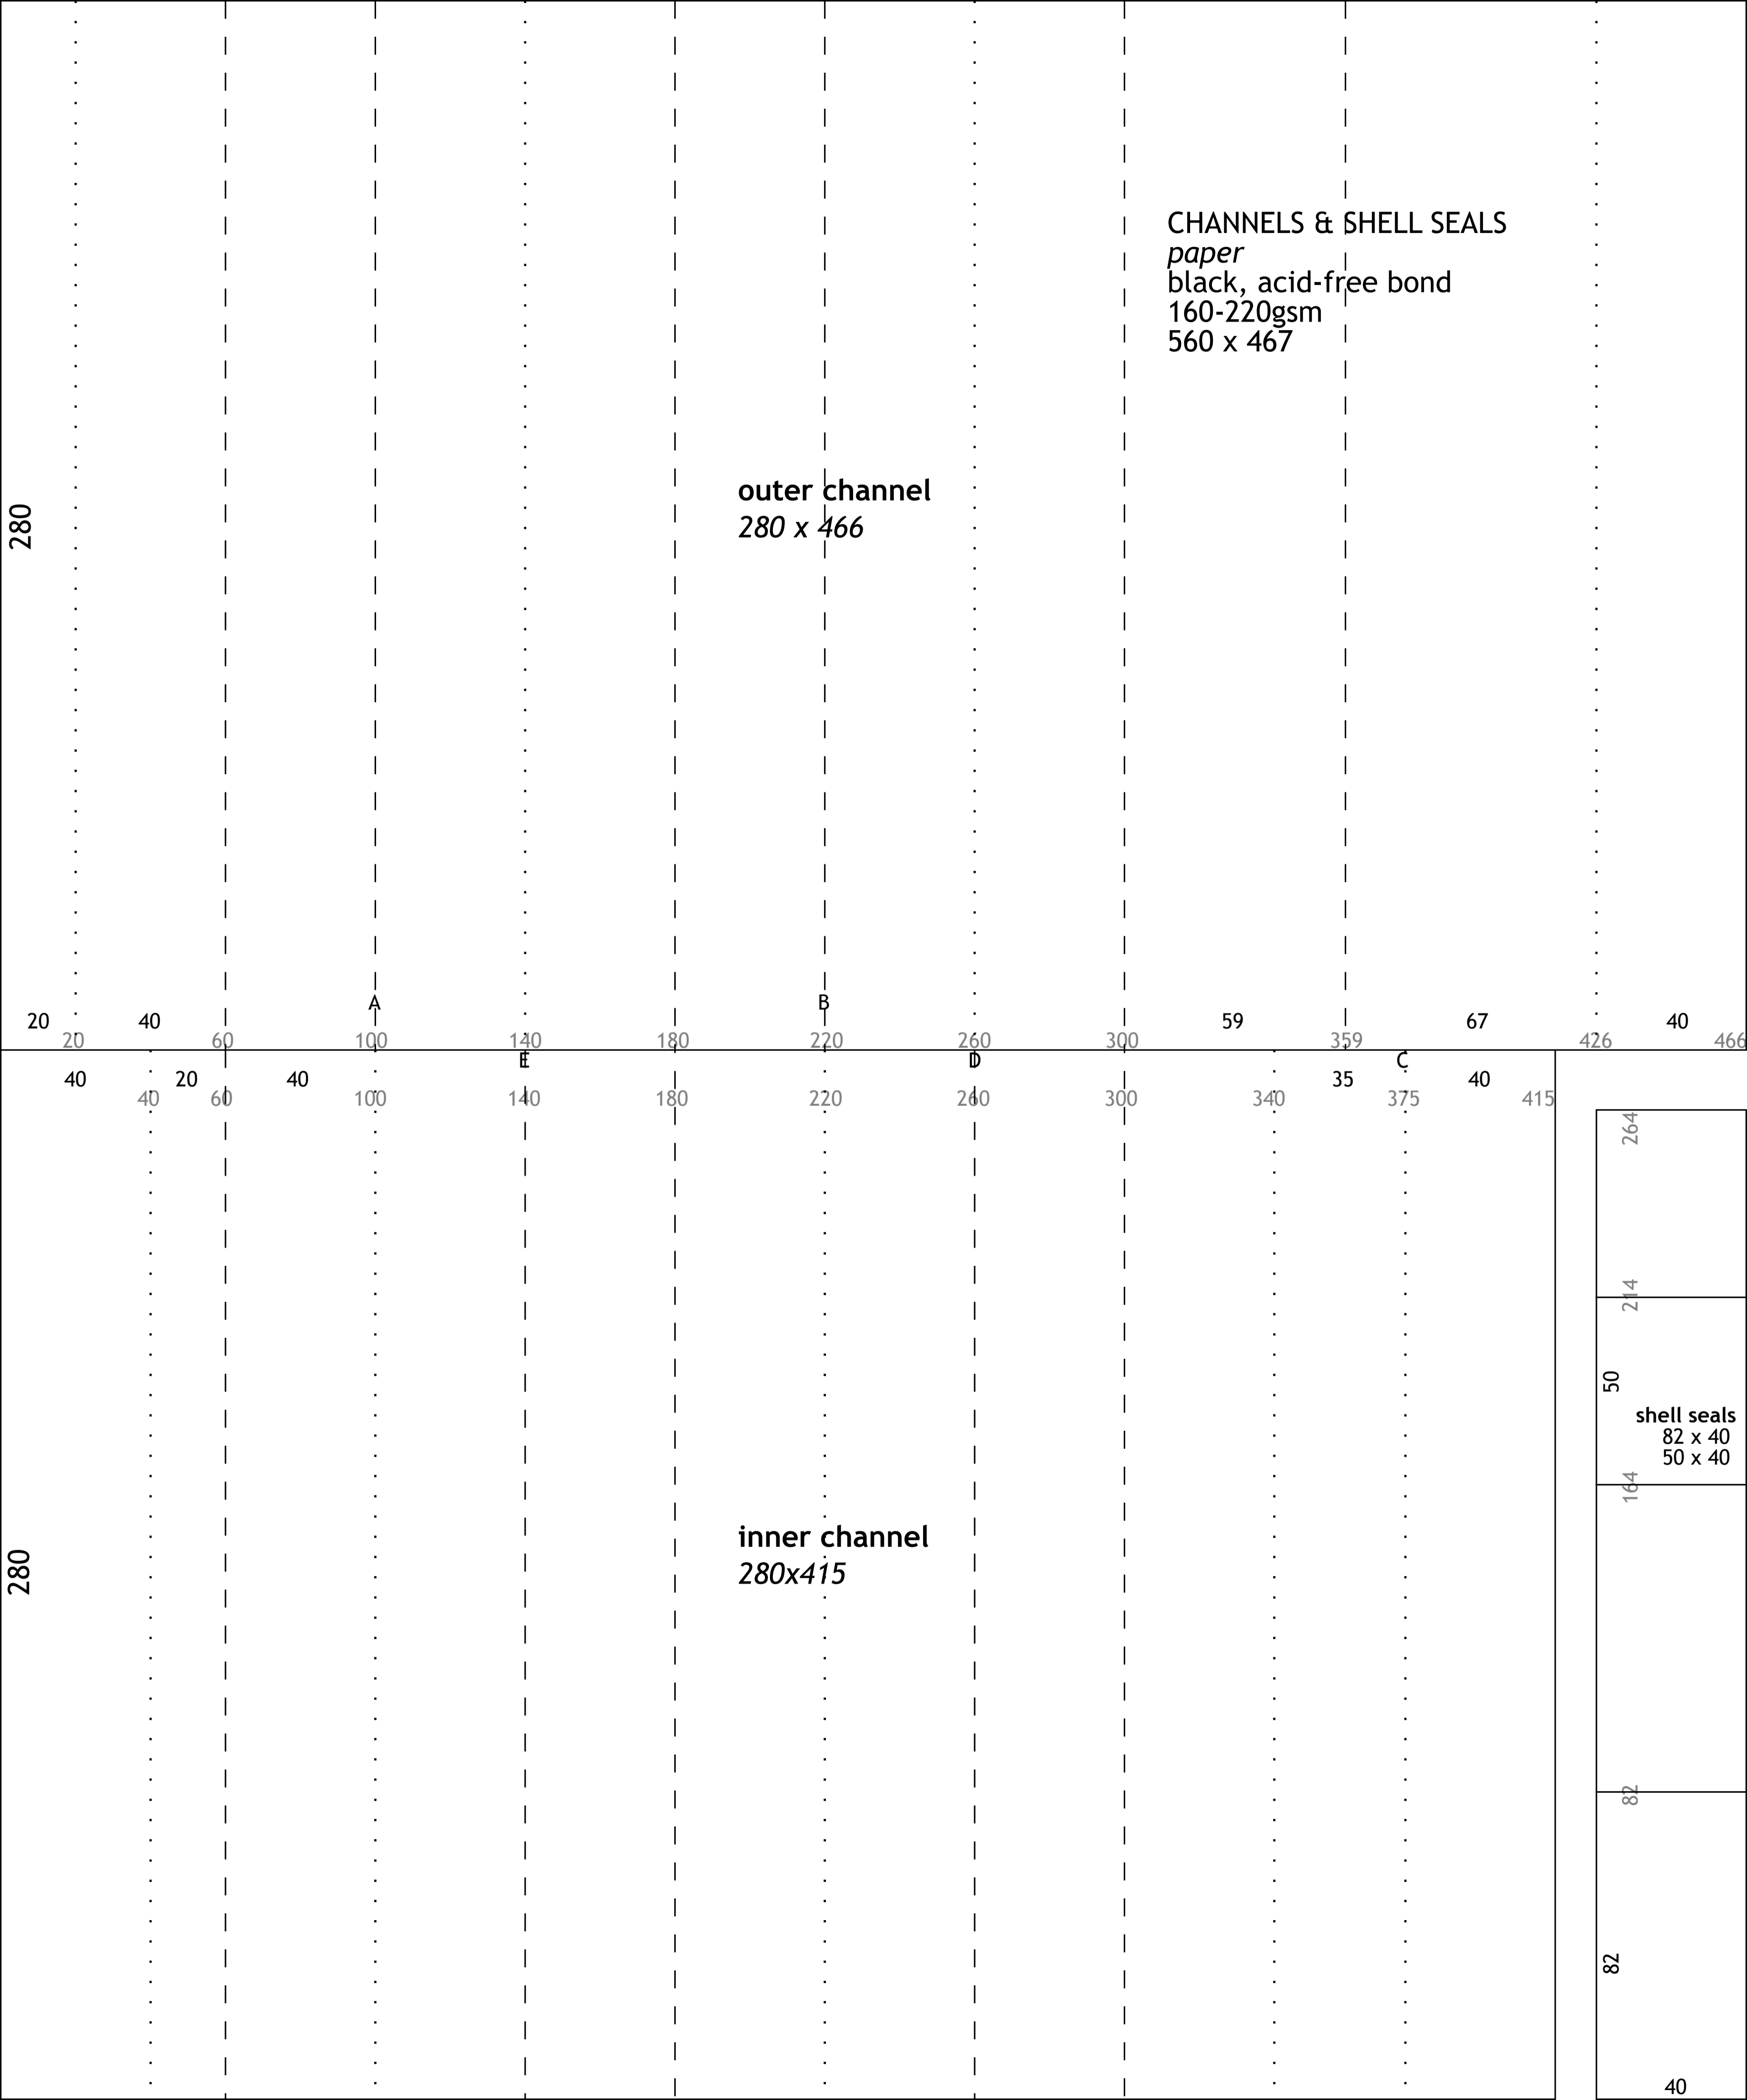 CHANNELS & SHELL SEALS
paper
black, acid-free bond
160-220gsm
560 x 467
outer channel
280 x 466
280
A B
20 40 59 67 40
20 60 100 140 180 220 260 300 359 426 466
E D C
40 20 40 35 40
40 60 100 140 180 220 260 300 340 375 415
264
214
50
shell seals
82 x 40
50 x 40
164
inner channel
280x415
280
82
82
40